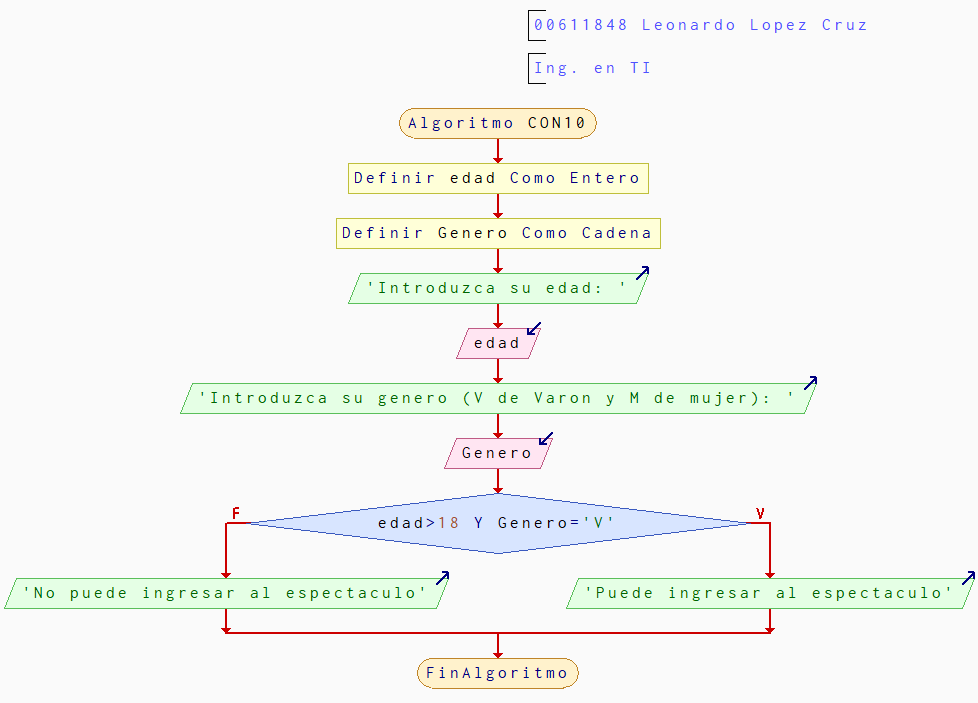 00611848 Leonardo Lopez Cruz
Ing. en TI
Algoritmo CON10
Definir edad Como Entero
Definir Genero Como Cadena
'Introduzca su edad: '
edad
'Introduzca su genero (V de Varon y M de mujer): '
Genero
F
V
edad>18 Y Genero='V'
'No puede ingresar al espectaculo'
'Puede ingresar al espectaculo'
FinAlgoritmo